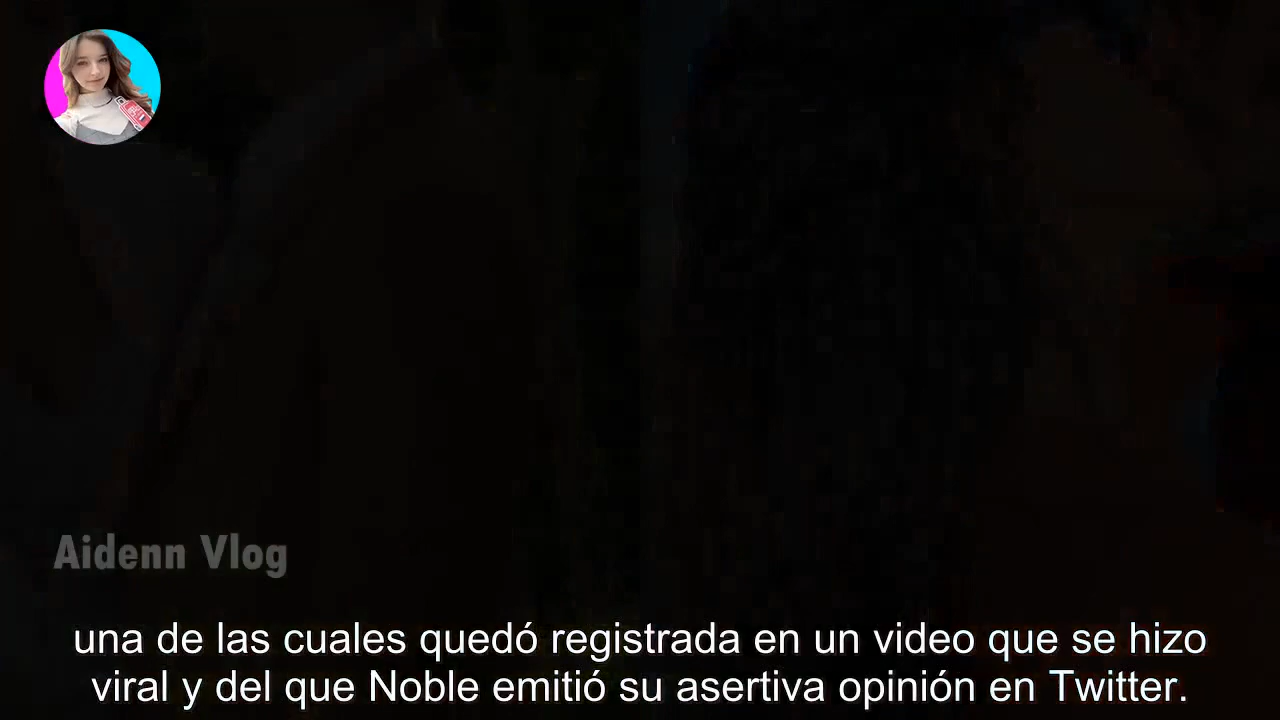 Aidenn Vlog
una de las cuales quedó registrada en un video que se hizo
viral y del que Noble emitió su asertiva opinión en Twitter.